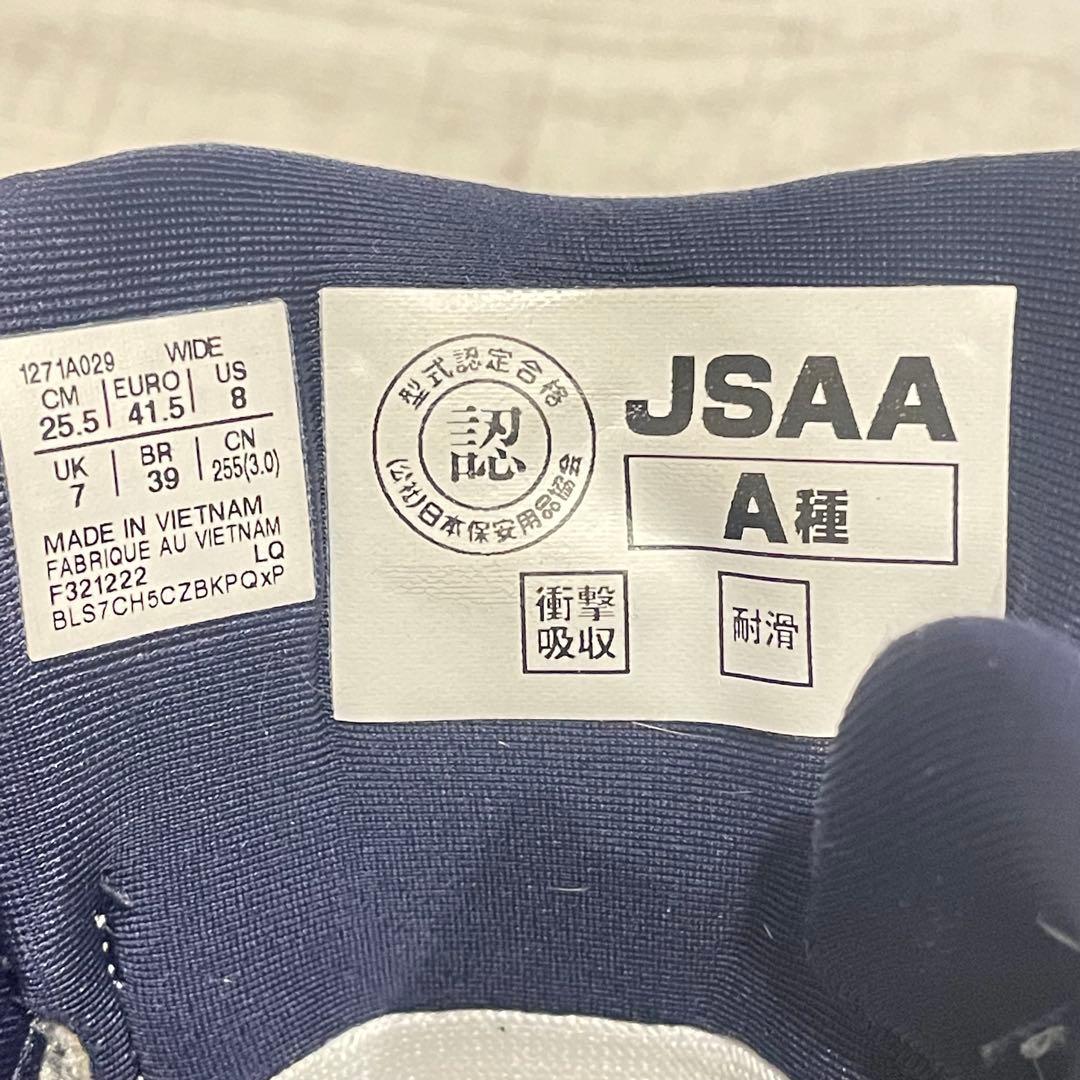 1271A029 WIDE
CM EURO US
25.5 41.5 8
UK BR CN
7 39 255(3.0)
MADE IN VIETNAM
FABRIQUE AU VIETNAM
F321222 LQ
BLS7CH5CZBKPQxP
型式認定合格
認
(公社)日本保安用品協会
JSAA
A種
衝撃
吸収
耐滑